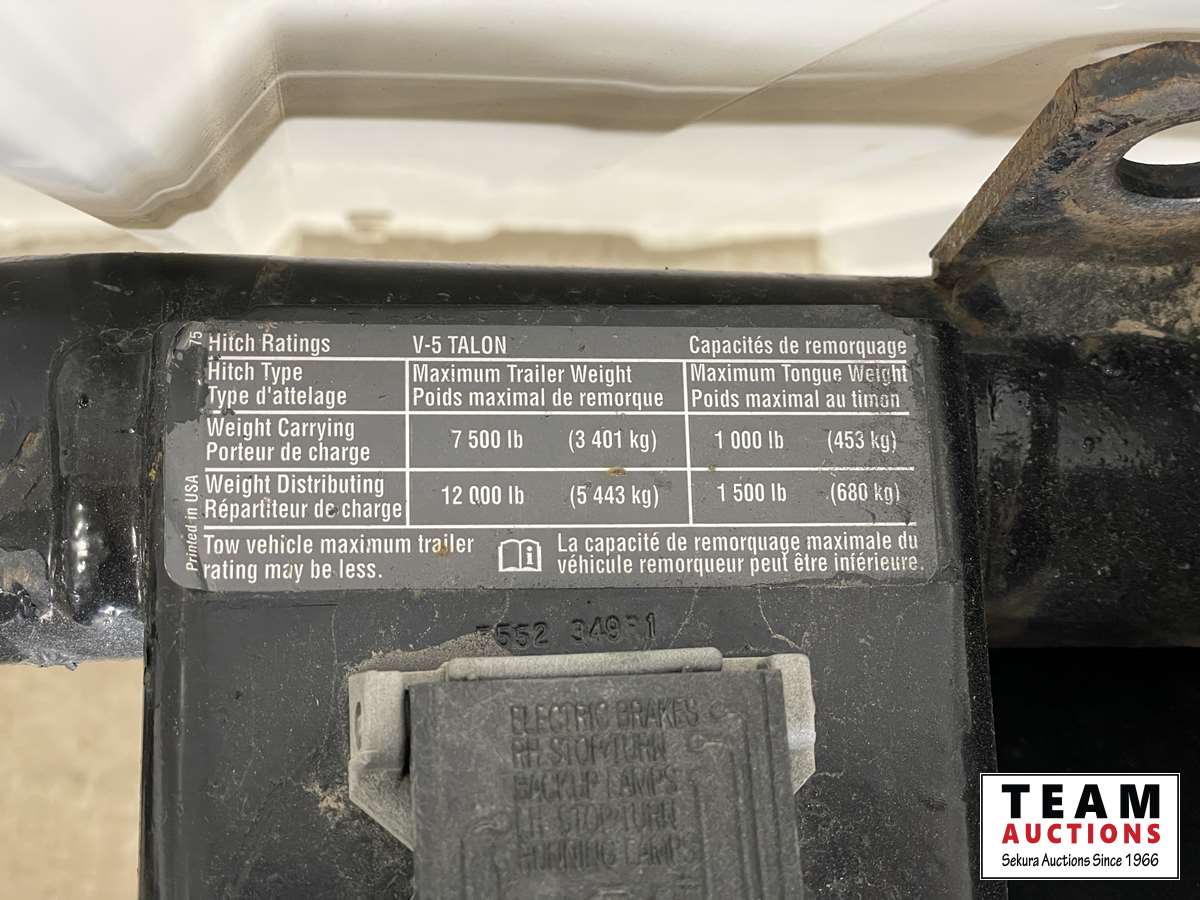 75
Hitch Ratings V-5 TALON Capacités de remorquage
Hitch Type Maximum Trailer Weight Maximum Tongue Weight
Type d'attelage Poids maximal de remorque Poids maximal au timon
Weight Carrying
Porteur de charge
7 500 lb (3 401 kg) 1 000 lb (453 kg)
Weight Distributing
Répartiteur de charge
12 000 lb (5 443 kg) 1 500 lb (680 kg)
Printed in USA
Tow vehicle maximum trailer
rating may be less.
La capacité de remorquage maximale du
véhicule remorqueur peut être inférieure.
552 349
ELECTRIC BRAKES
RH STOP/TURN
BACKUP LAMPS
LH STOP/TURN
RUNNING LAMPS
TEAM
AUCTIONS
Sekura Auctions Since 1966